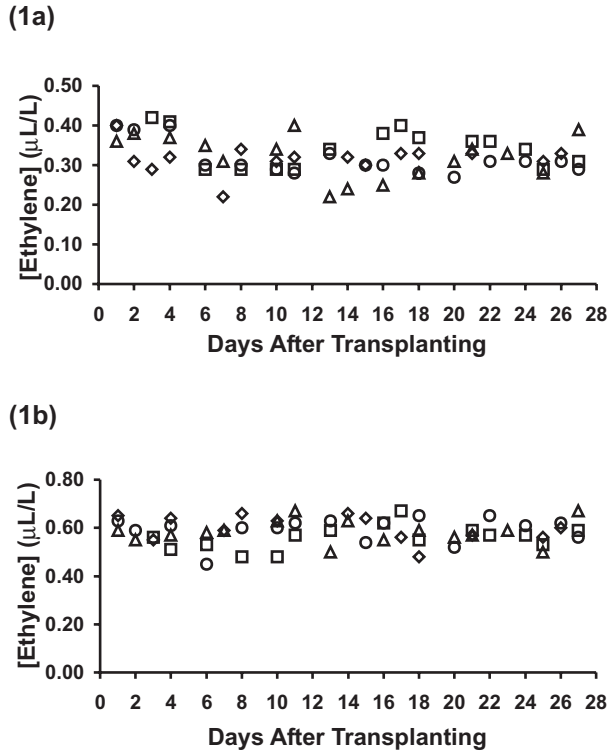 (1a)
[Ethylene] (μL/L)
0.50
0.40
0.30
0.20
0.10
0.00
0 2 4 6 8 10 12 14 16 18 20 22 24 26 28
Days After Transplanting
(1b)
[Ethylene] (μL/L)
0.80
0.60
0.40
0.20
0.00
0 2 4 6 8 10 12 14 16 18 20 22 24 26 28
Days After Transplanting